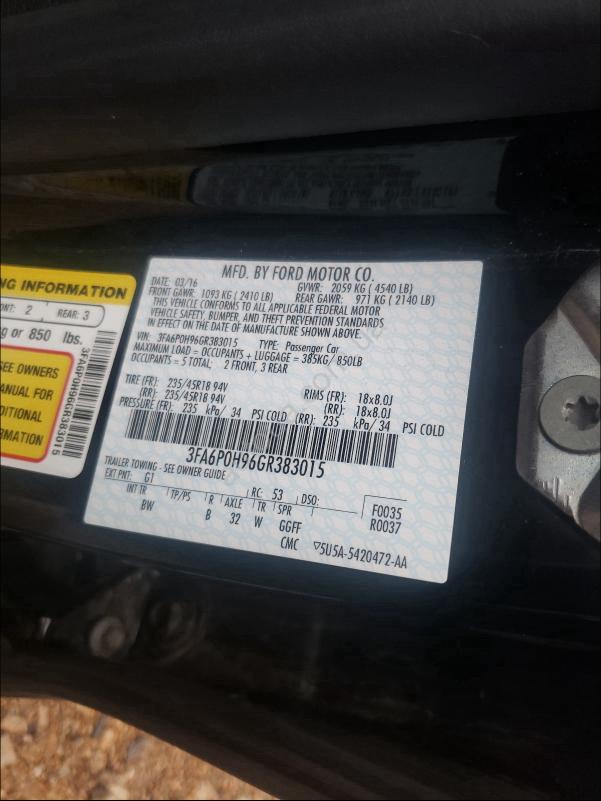 NG INFORMATION
NT: 2 REAR: 3
g or 850 lbs.
SEE OWNERS
MANUAL FOR
DITIONAL
FORMATION
3FA6P0H96GR383015
MFD. BY FORD MOTOR CO.
DATE: 03/16 GVWR: 2059 KG ( 4540 LB)
FRONT GAWR: 1093 KG ( 2410 LB) REAR GAWR: 971 KG ( 2140 LB)
THIS VEHICLE CONFORMS TO ALL APPLICABLE FEDERAL MOTOR
VEHICLE SAFETY, BUMPER, AND THEFT PREVENTION STANDARDS
IN EFFECT ON THE DATE OF MANUFACTURE SHOWN ABOVE.
VIN: 3FA6P0H96GR383015 TYPE: Passenger Car
MAXIMUM LOAD = OCCUPANTS + LUGGAGE = 385KG/850LB
OCCUPANTS = 5 TOTAL: 2 FRONT, 3 REAR
TIRE (FR): 235/45R18 94V RIMS (FR): 18x8.0J
(RR): 235/45R18 94V (RR): 18x8.0J
PRESSURE (FR): 235 kPa/ 34 PSI COLD (RR): 235 kPa/ 34 PSI COLD
3FA6P0H96GR383015
TRAILER TOWING - SEE OWNER GUIDE
EXT PNT: G1 RC: 53 DSO: F0035
INT TR TP/PS R AXLE TR SPR R0037
BW B 32 W GGFF
CMC ▽5U5A-5420472-AA